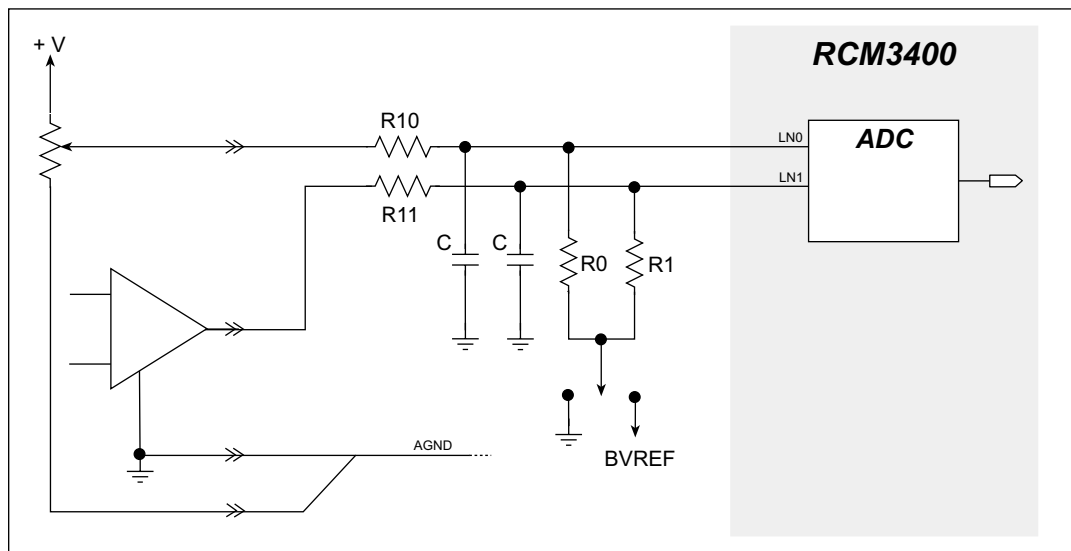 + V
RCM3400
R10
LN0
ADC
LN1
R11
C
C
R0
R1
AGND
BVREF